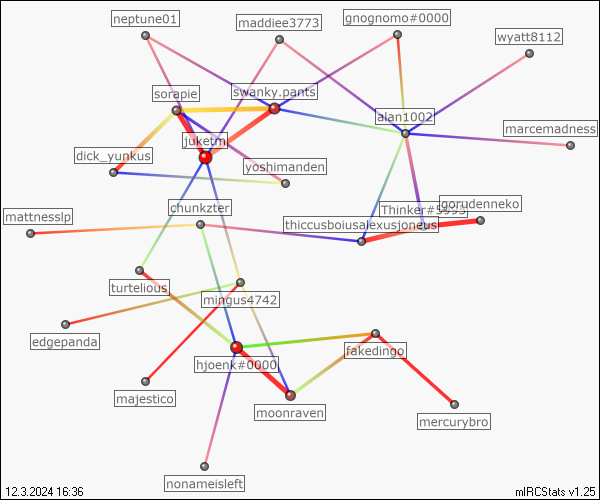 neptune01
maddiee3773
gnognomo#0000
wyatt8112
sorapie
swanky.pants
alan1002
marcemadness
juketm
dick_yunkus
yoshimanden
mattnesslp
chunkzter
Thinker#5995
gorudenneko
thiccusboiusalexusjoneus
turtelious
mingus4742
edgepanda
hjoenk#0000
fakedingo
majestico
moonraven
mercurybro
nonameisleft
12.3.2024 16:36
mIRCStats v1.25